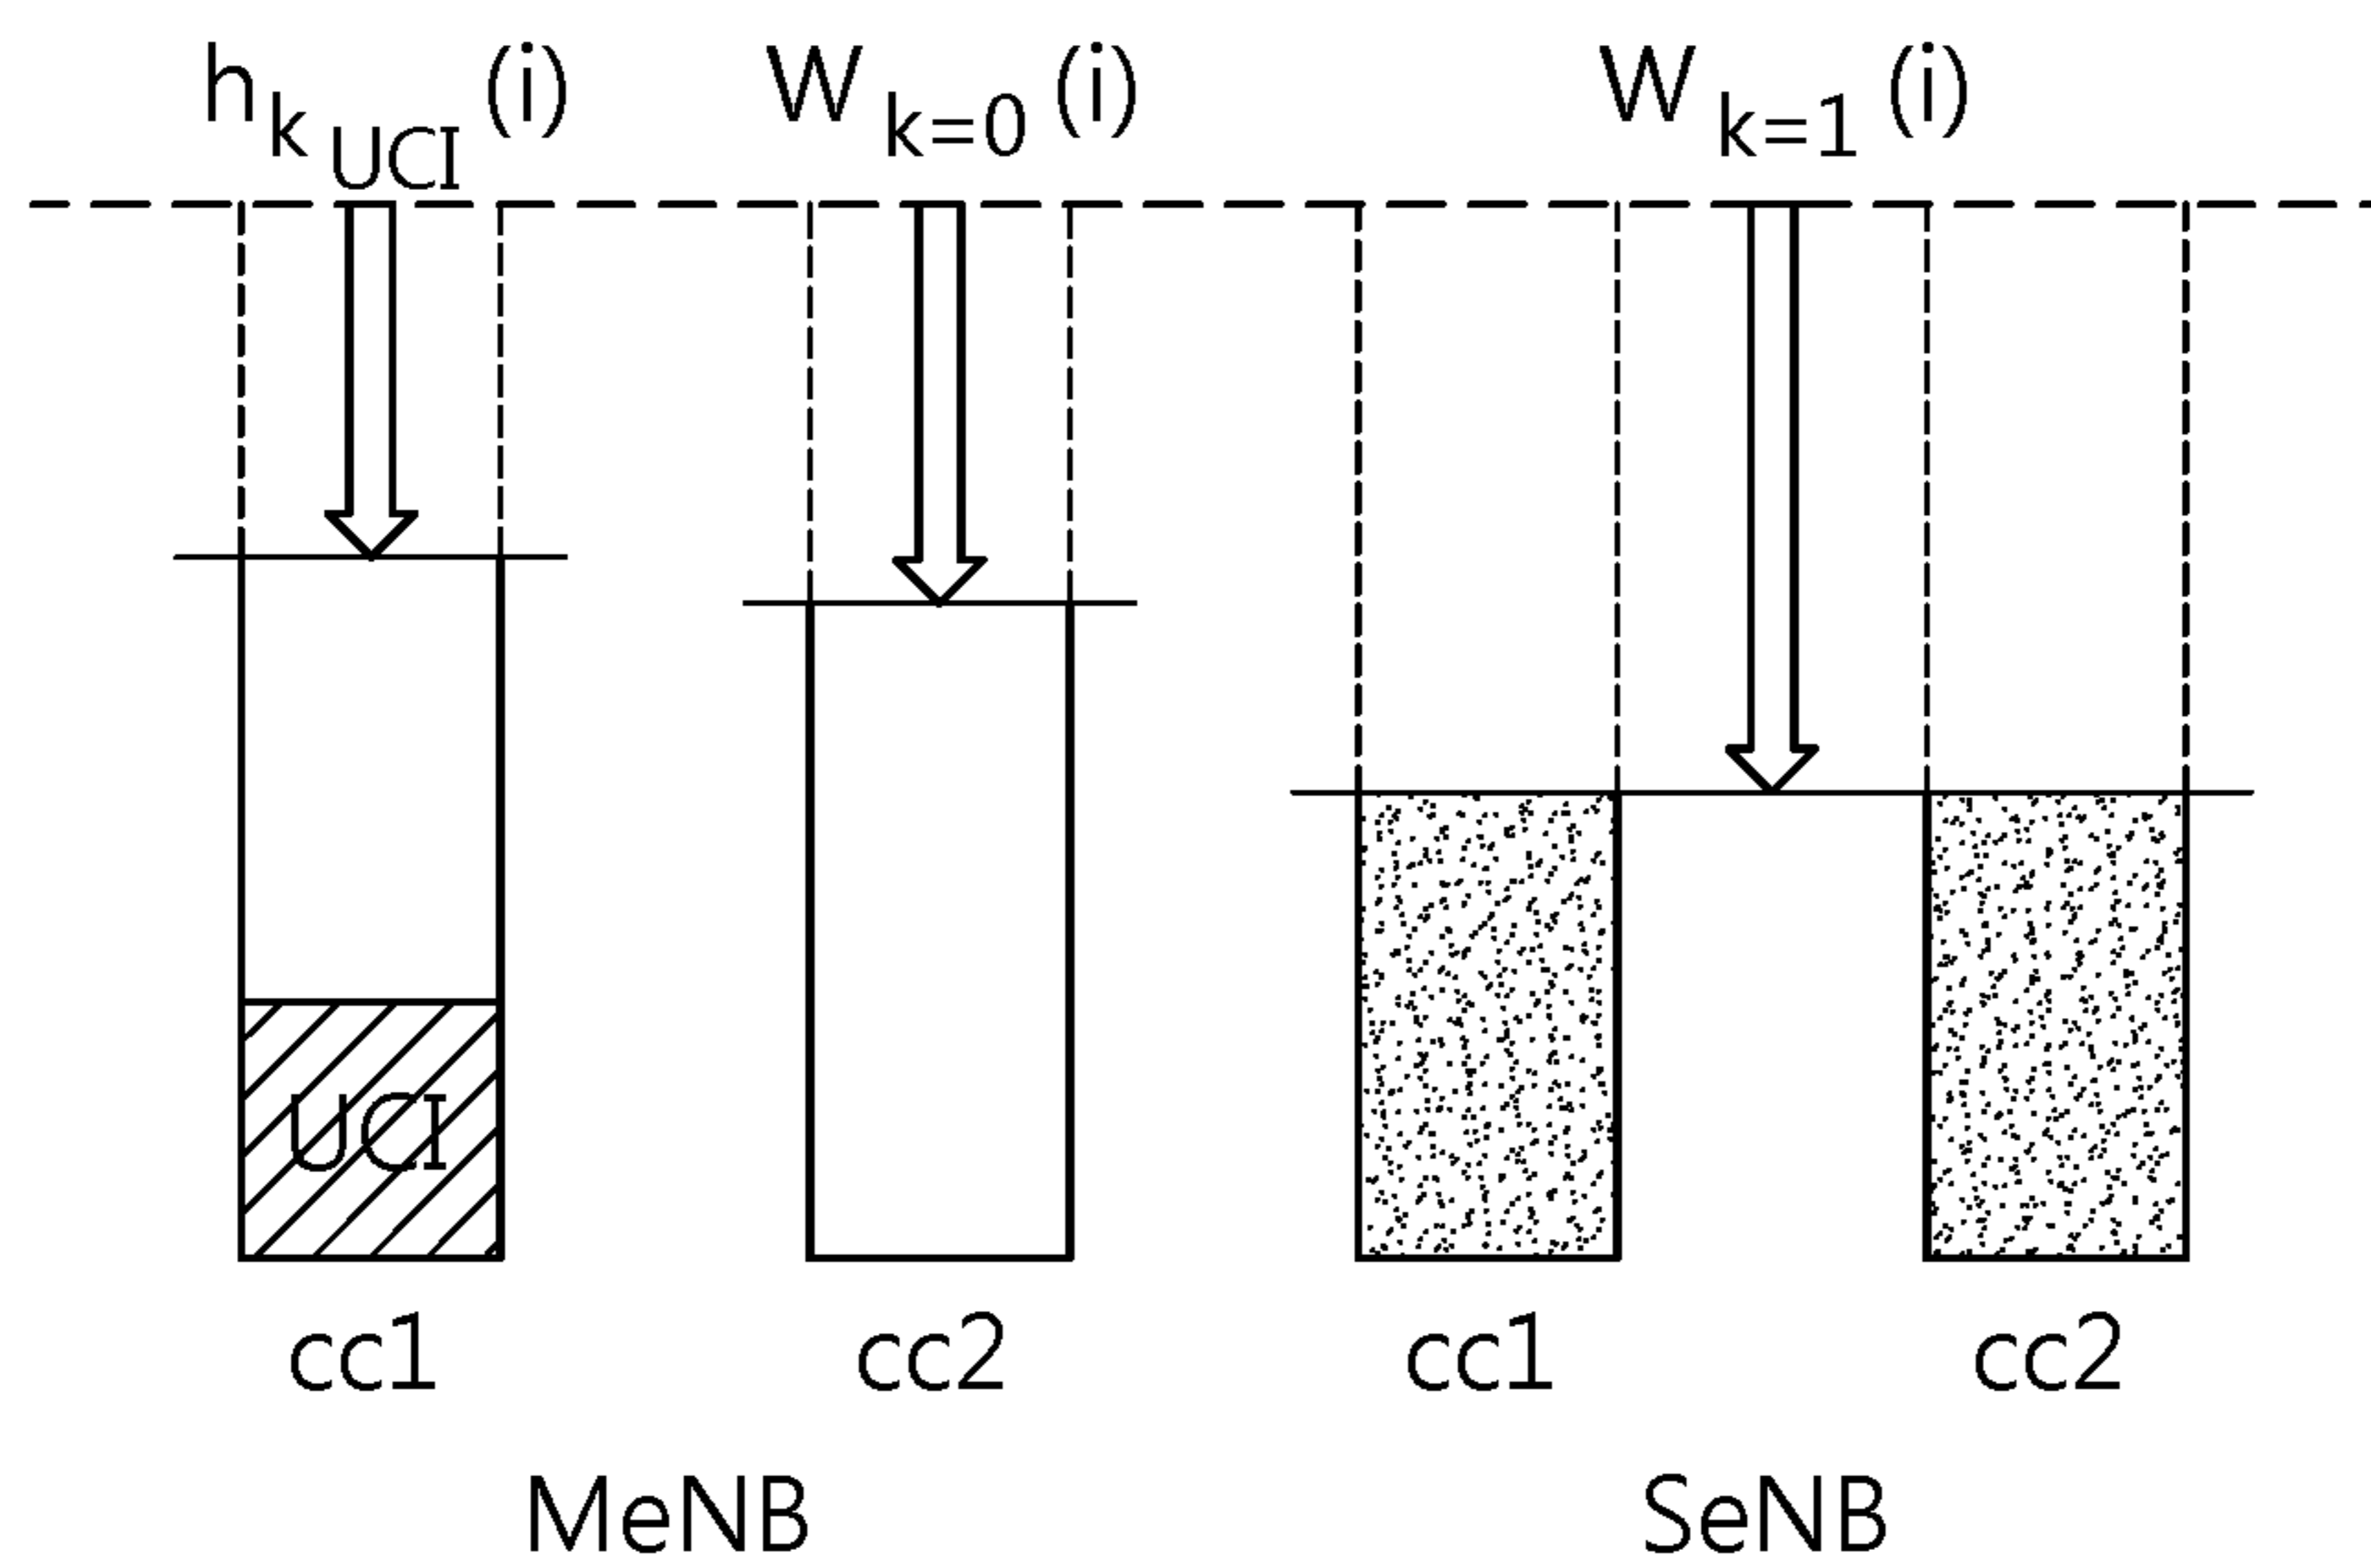 h k UCI (i) W k=0 (i) W k=1 (i)
UCI
cc1 cc2 cc1 cc2
MeNB SeNB